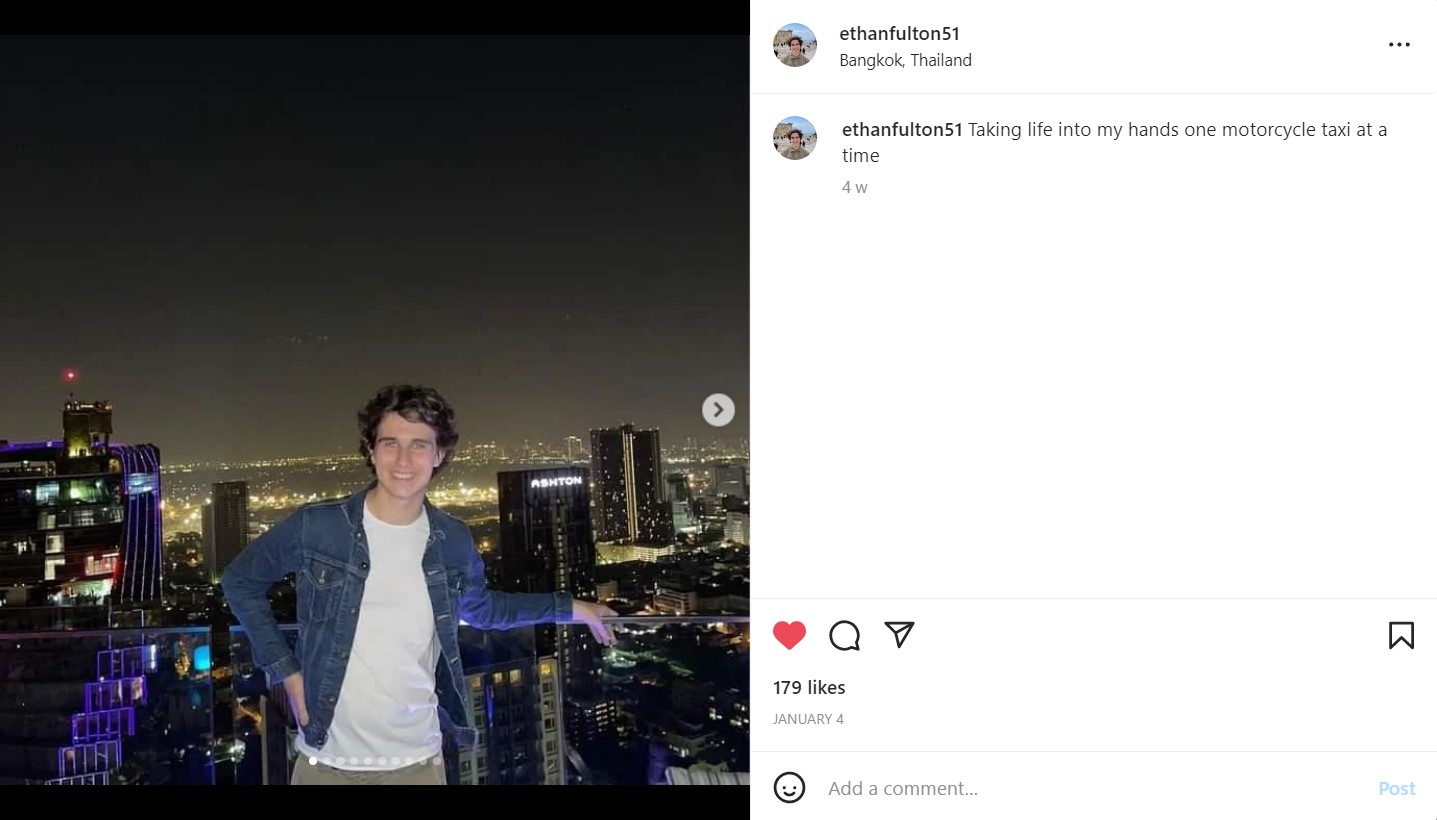 ASHTON
ethanfulton51
Bangkok, Thailand
ethanfulton51 Taking life into my hands one motorcycle taxi at a
time
4 w
179 likes
JANUARY 4
Add a comment...
Post